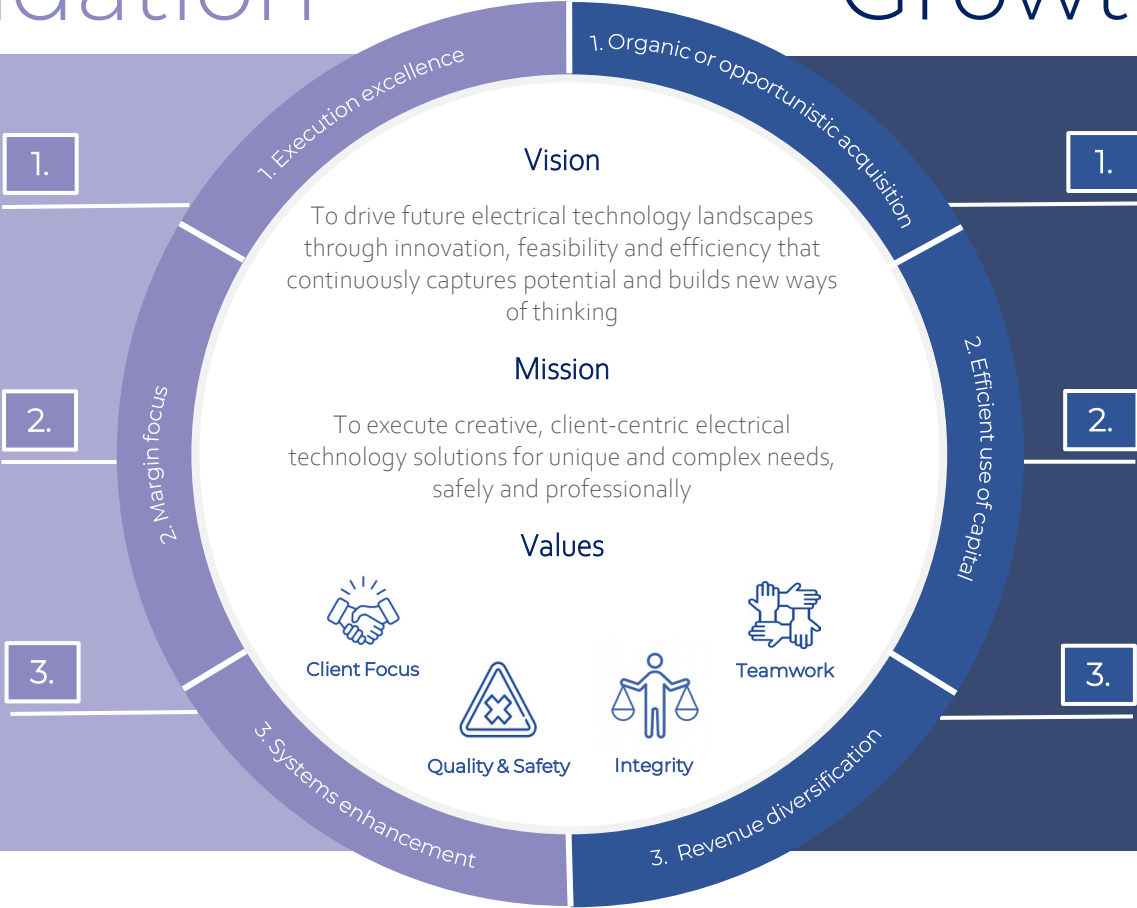 dation
Growt
1. Execution excellence
1. Organic or opportunistic acquisition
1.
1.
Vision
To drive future electrical technology landscapes
through innovation, feasibility and efficiency that
continuously captures potential and builds new ways
of thinking
Mission
2. Margin focus
2. Efficient use of capital
2.
2.
To execute creative, client-centric electrical
technology solutions for unique and complex needs,
safely and professionally
Values
3.
3.
Client Focus
Teamwork
Quality & Safety
Integrity
3. Systems enhancement
3. Revenue diversification